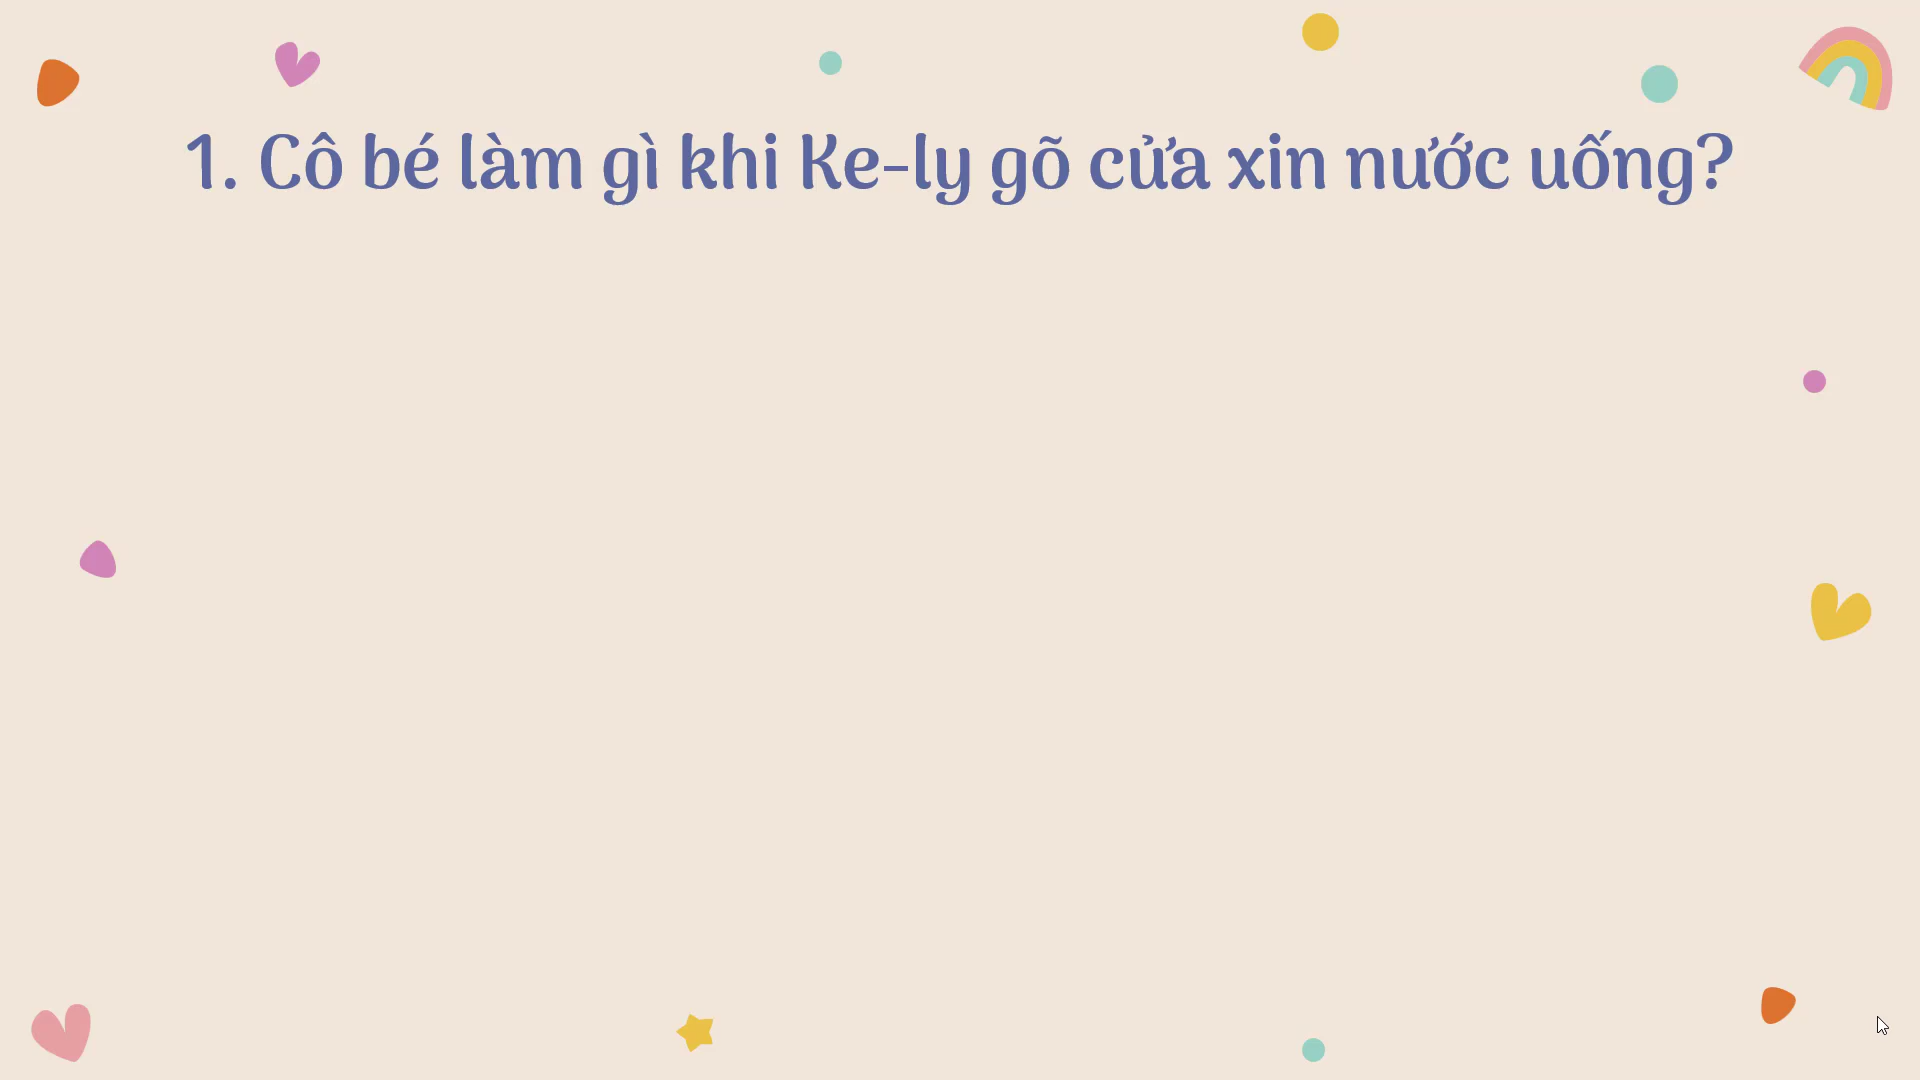 1. Cô bé làm gì khi Ke-ly gõ cửa xin nước uống?